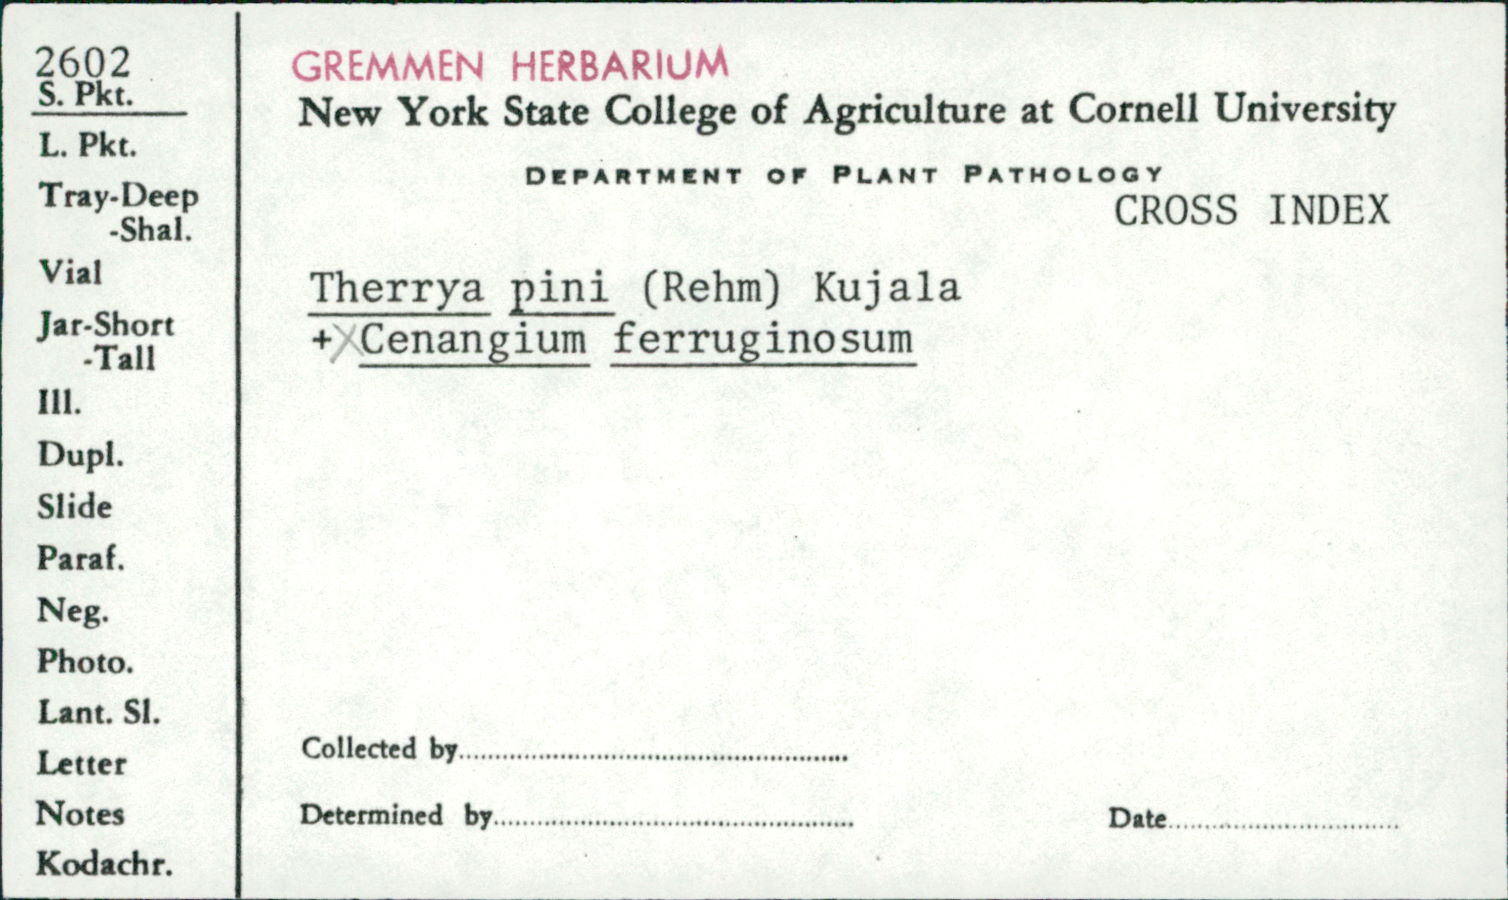 2602
S. Pkt.
L. Pkt.
Tray-Deep
-Shal.
Vial
Jar-Short
-Tall
Ill.
Dupl.
Slide
Paraf.
Neg.
Photo.
Lant. Sl.
Letter
Notes
Kodachr.
GREMMEN HERBARIUM
New York State College of Agriculture at Cornell University
DEPARTMENT OF PLANT PATHOLOGY
CROSS INDEX
Therrya pini (Rehm) Kujala
+XCenangium ferruginosum
Collected by
Determined by
Date